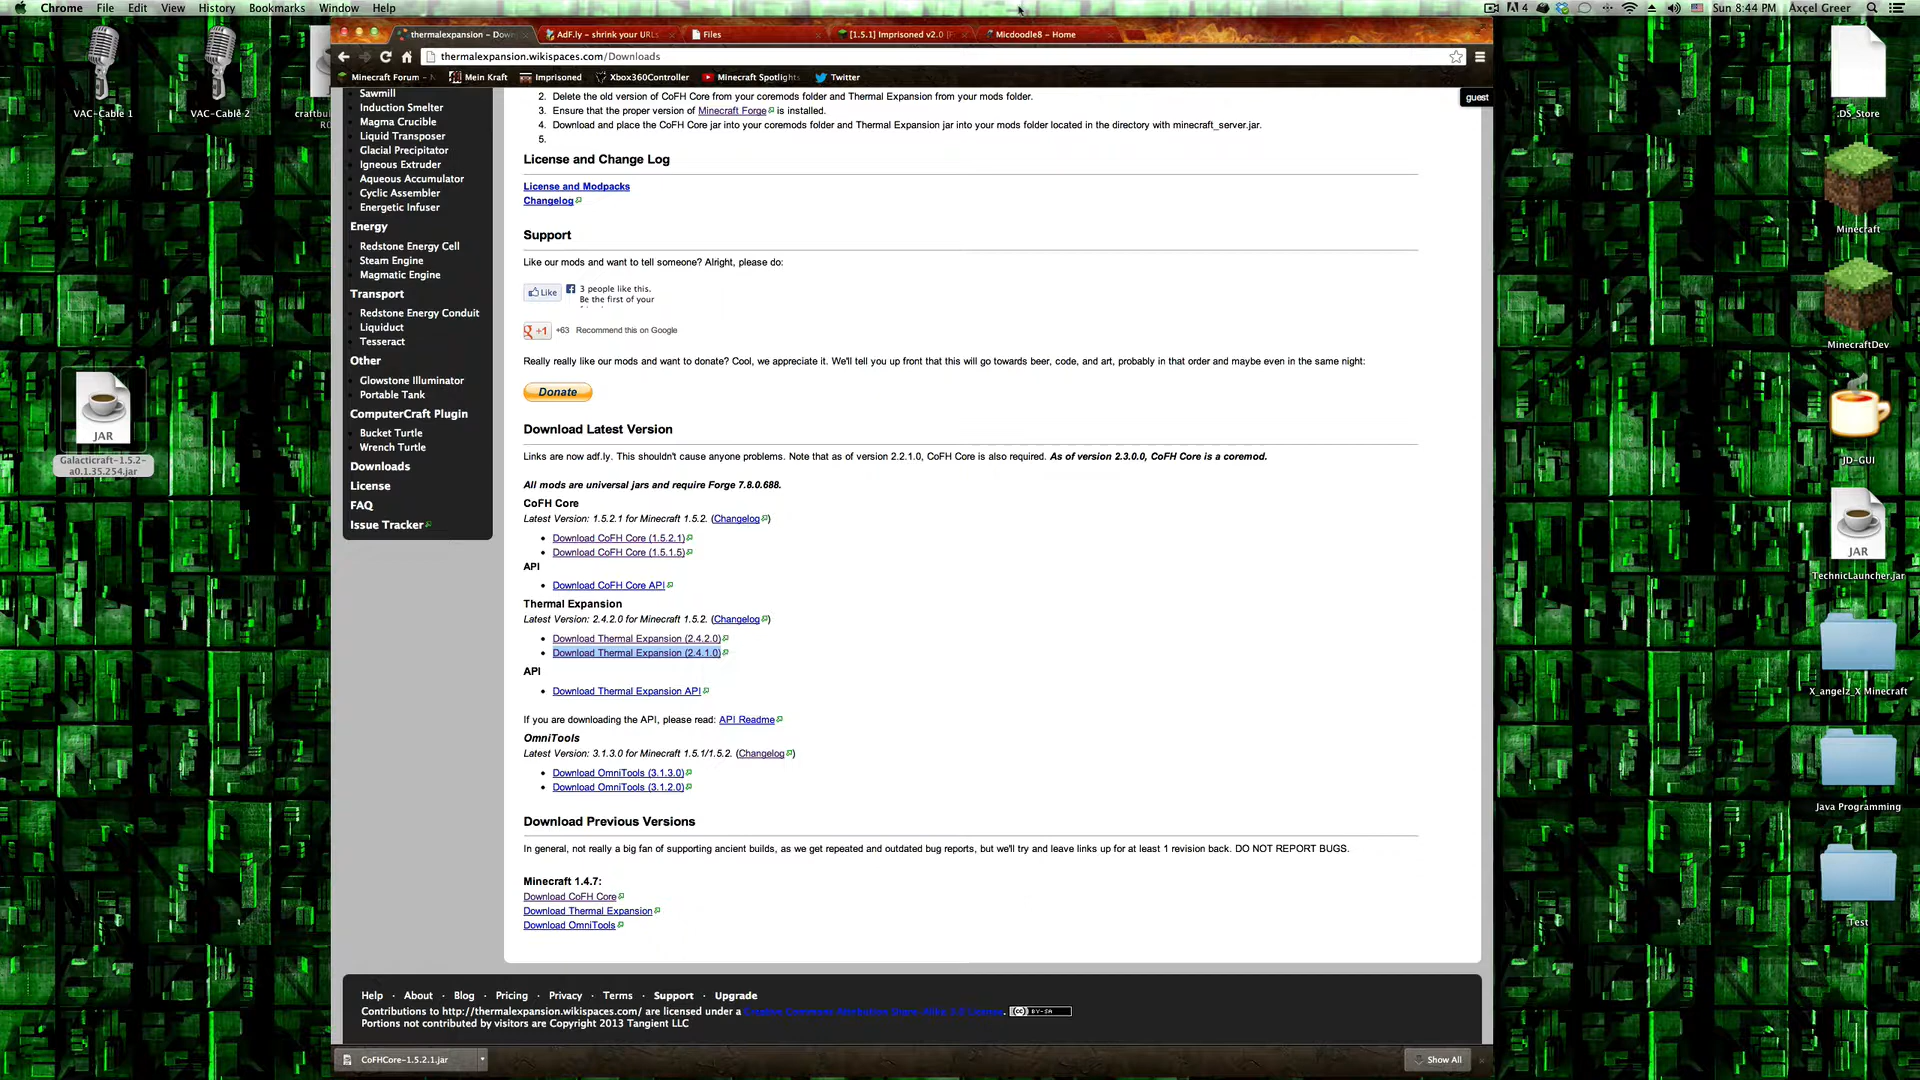 Chrome File Edit View History Bookmarks Window Help
4 Sun 8:44 PM Axçel Greer
thermalexpansion – Down
AdF.ly – shrink your URLs
Files
[1.5.1] Imprisoned v2.0 [F
Micdoodle8 – Home
thermalexpansion.wikispaces.com/Downloads
Minecraft Forum –
Mein Kraft
Imprisoned
Xbox360Controller
Minecraft Spotlights
Twitter
guest
VAC-Cable 1
VAC-Cable 2
craftbul
JAR
Galacticraft-1.5.2-
a0.1.35.254.jar
Sawmill
Induction Smelter
Magma Crucible
Liquid Transposer
Glacial Precipitator
Igneous Extruder
Aqueous Accumulator
Cyclic Assembler
Energetic Infuser
Energy
Redstone Energy Cell
Steam Engine
Magmatic Engine
Transport
Redstone Energy Conduit
Liquiduct
Tesseract
Other
Glowstone Illuminator
Portable Tank
ComputerCraft Plugin
Bucket Turtle
Wrench Turtle
Downloads
License
FAQ
Issue Tracker
2. Delete the old version of CoFH Core from your coremods folder and Thermal Expansion from your mods folder.
3. Ensure that the proper version of Minecraft Forge is installed.
4. Download and place the CoFH Core jar into your coremods folder and Thermal Expansion jar into your mods folder located in the directory with minecraft_server.jar.
5.
License and Change Log
License and Modpacks
Changelog
Support
Like our mods and want to tell someone? Alright, please do:
Like 3 people like this.
Be the first of your
+1 +63 Recommend this on Google
Really really like our mods and want to donate? Cool, we appreciate it. We'll tell you up front that this will go towards beer, code, and art, probably in that order and maybe even in the same night:
Donate
Download Latest Version
Links are now adf.ly. This shouldn't cause anyone problems. Note that as of version 2.2.1.0, CoFH Core is also required. As of version 2.3.0.0, CoFH Core is a coremod.
All mods are universal jars and require Forge 7.8.0.688.
CoFH Core
Latest Version: 1.5.2.1 for Minecraft 1.5.2. (Changelog)
Download CoFH Core (1.5.2.1)
Download CoFH Core (1.5.1.5)
API
Download CoFH Core API
Thermal Expansion
Latest Version: 2.4.2.0 for Minecraft 1.5.2. (Changelog)
Download Thermal Expansion (2.4.2.0)
Download Thermal Expansion (2.4.1.0)
API
Download Thermal Expansion API
If you are downloading the API, please read: API Readme
OmniTools
Latest Version: 3.1.3.0 for Minecraft 1.5.1/1.5.2. (Changelog)
Download OmniTools (3.1.3.0)
Download OmniTools (3.1.2.0)
Download Previous Versions
In general, not really a big fan of supporting ancient builds, as we get repeated and outdated bug reports, but we'll try and leave links up for at least 1 revision back. DO NOT REPORT BUGS.
Minecraft 1.4.7:
Download CoFH Core
Download Thermal Expansion
Download OmniTools
Help · About · Blog · Pricing · Privacy · Terms · Support · Upgrade
Contributions to http://thermalexpansion.wikispaces.com/ are licensed under a Creative Commons Attribution Share-Alike 3.0 License. (cc) BY-SA
Portions not contributed by visitors are Copyright 2013 Tangient LLC
CoFHCore-1.5.2.1.jar
Show All
.DS_Store
Minecraft
MinecraftDev
JD-GUI
JAR
TechnicLauncher.jar
X_angelz_X Minecraft
Java Programming
Test